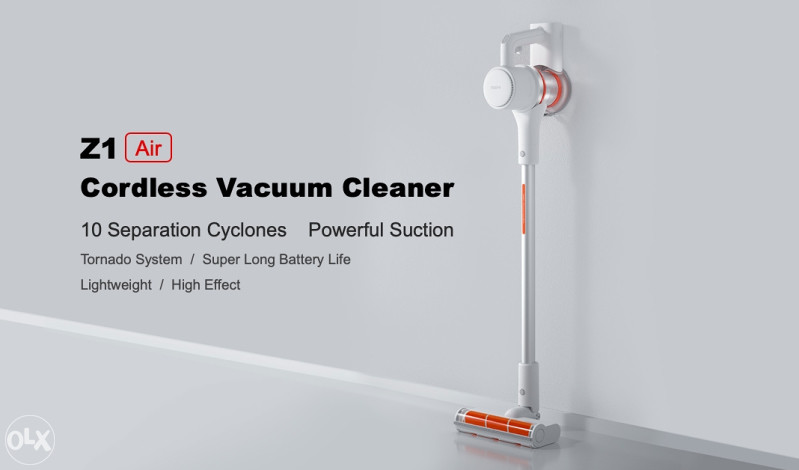 Z1 Air
Cordless Vacuum Cleaner
10 Separation Cyclones Powerful Suction
Tornado System / Super Long Battery Life
Lightweight / High Effect
OLX